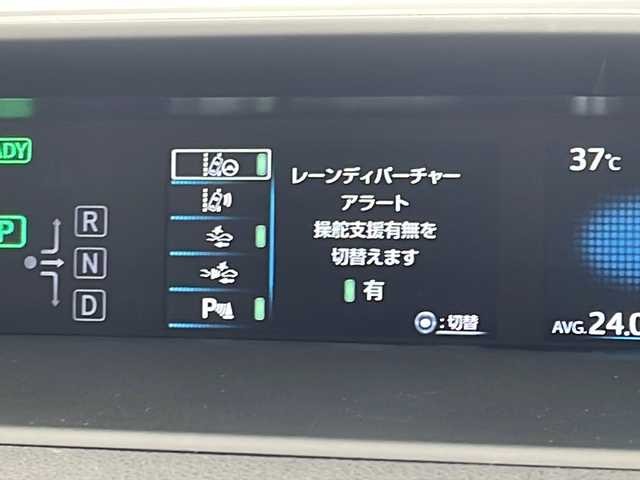 レーンディパーチャー
アラート
操舵支援有無を
切替えます
有
:切替
37℃
AVG.24.0
P
R
N
D
P